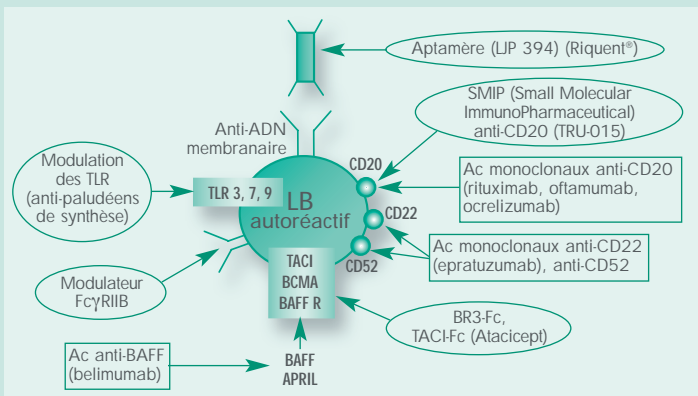 Aptamère (LJP 394) (Riquent®)
SMIP (Small Molecular
ImmunoPharmaceutical)
anti-CD20 (TRU-015)
Anti-ADN
membranaire
Modulation
des TLR
(anti-paludéens
de synthèse)
TLR 3, 7, 9
LB
autoréactif
CD20
CD22
CD52
Ac monoclonaux anti-CD20
(rituximab, oftamumab,
ocrelizumab)
Ac monoclonaux anti-CD22
(epratuzumab), anti-CD52
Modulateur
FcγRIIB
TACI
BCMA
BAFF R
BR3-Fc,
TACI-Fc (Atacicept)
Ac anti-BAFF
(belimumab)
BAFF
APRIL